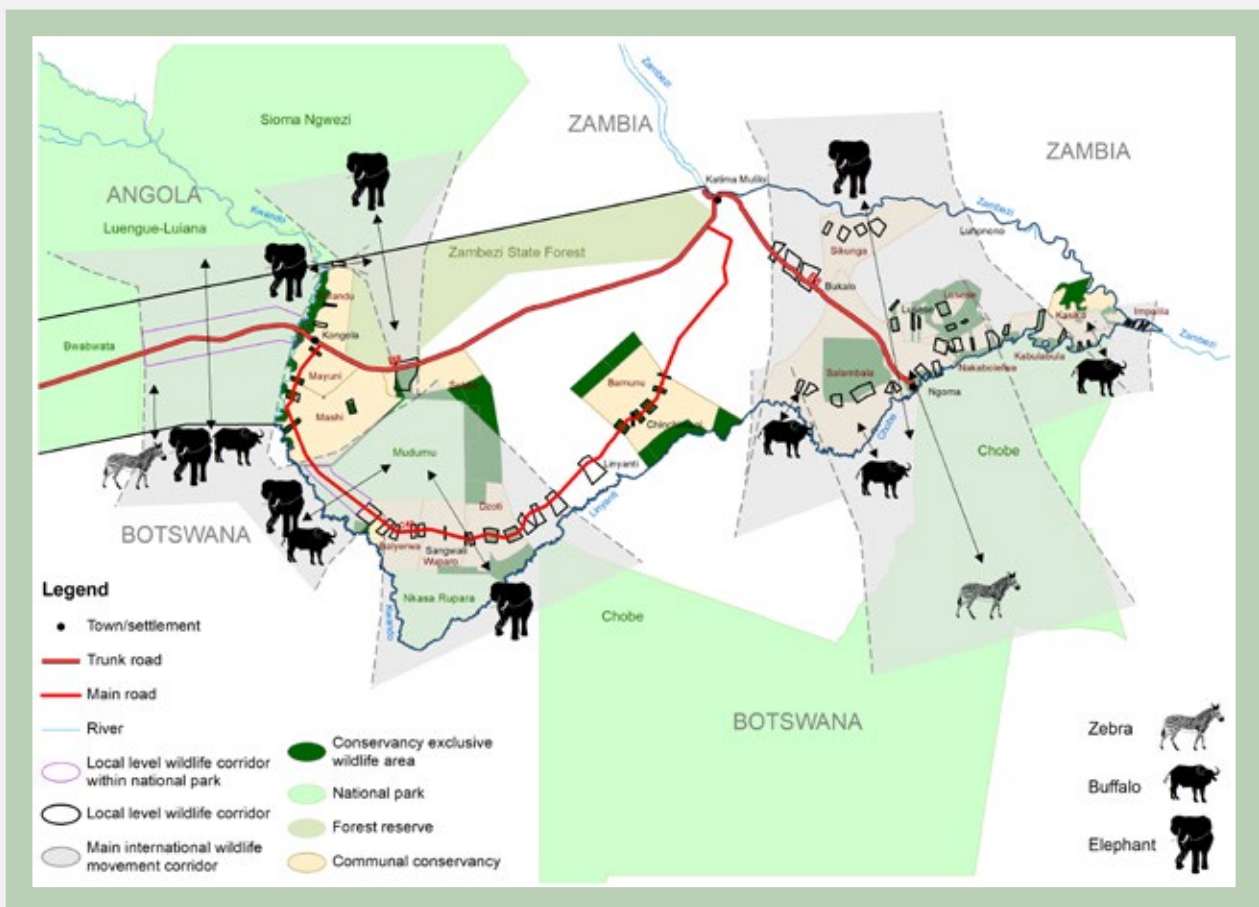 Zambezi
Sioma Ngwezi
ZAMBIA
ZAMBIA
Katima Mulilo
ANGOLA
Luengue-Luiana
Kwando
Zambezi State Forest
Zambezi
Luhonono
Sikunga
Bukalo
Kongola
Bwabwata
Mayuni
Mashi
Bamunu
Salambala
Kasika
Impalila
Zambezi
Kabulabula
Ngoma
Chobe
Chobe
Mudumu
Linyanti
Linyanti
Dzoti
BOTSWANA
Sangwali
Wuparo
Nkasa Rupara
Kwando
Chobe
BOTSWANA
Legend
Town/settlement
Trunk road
Main road
River
Local level wildlife corridor
within national park
Local level wildlife corridor
Main international wildlife
movement corridor
Conservancy exclusive
wildlife area
National park
Forest reserve
Communal conservancy
Zebra
Buffalo
Elephant